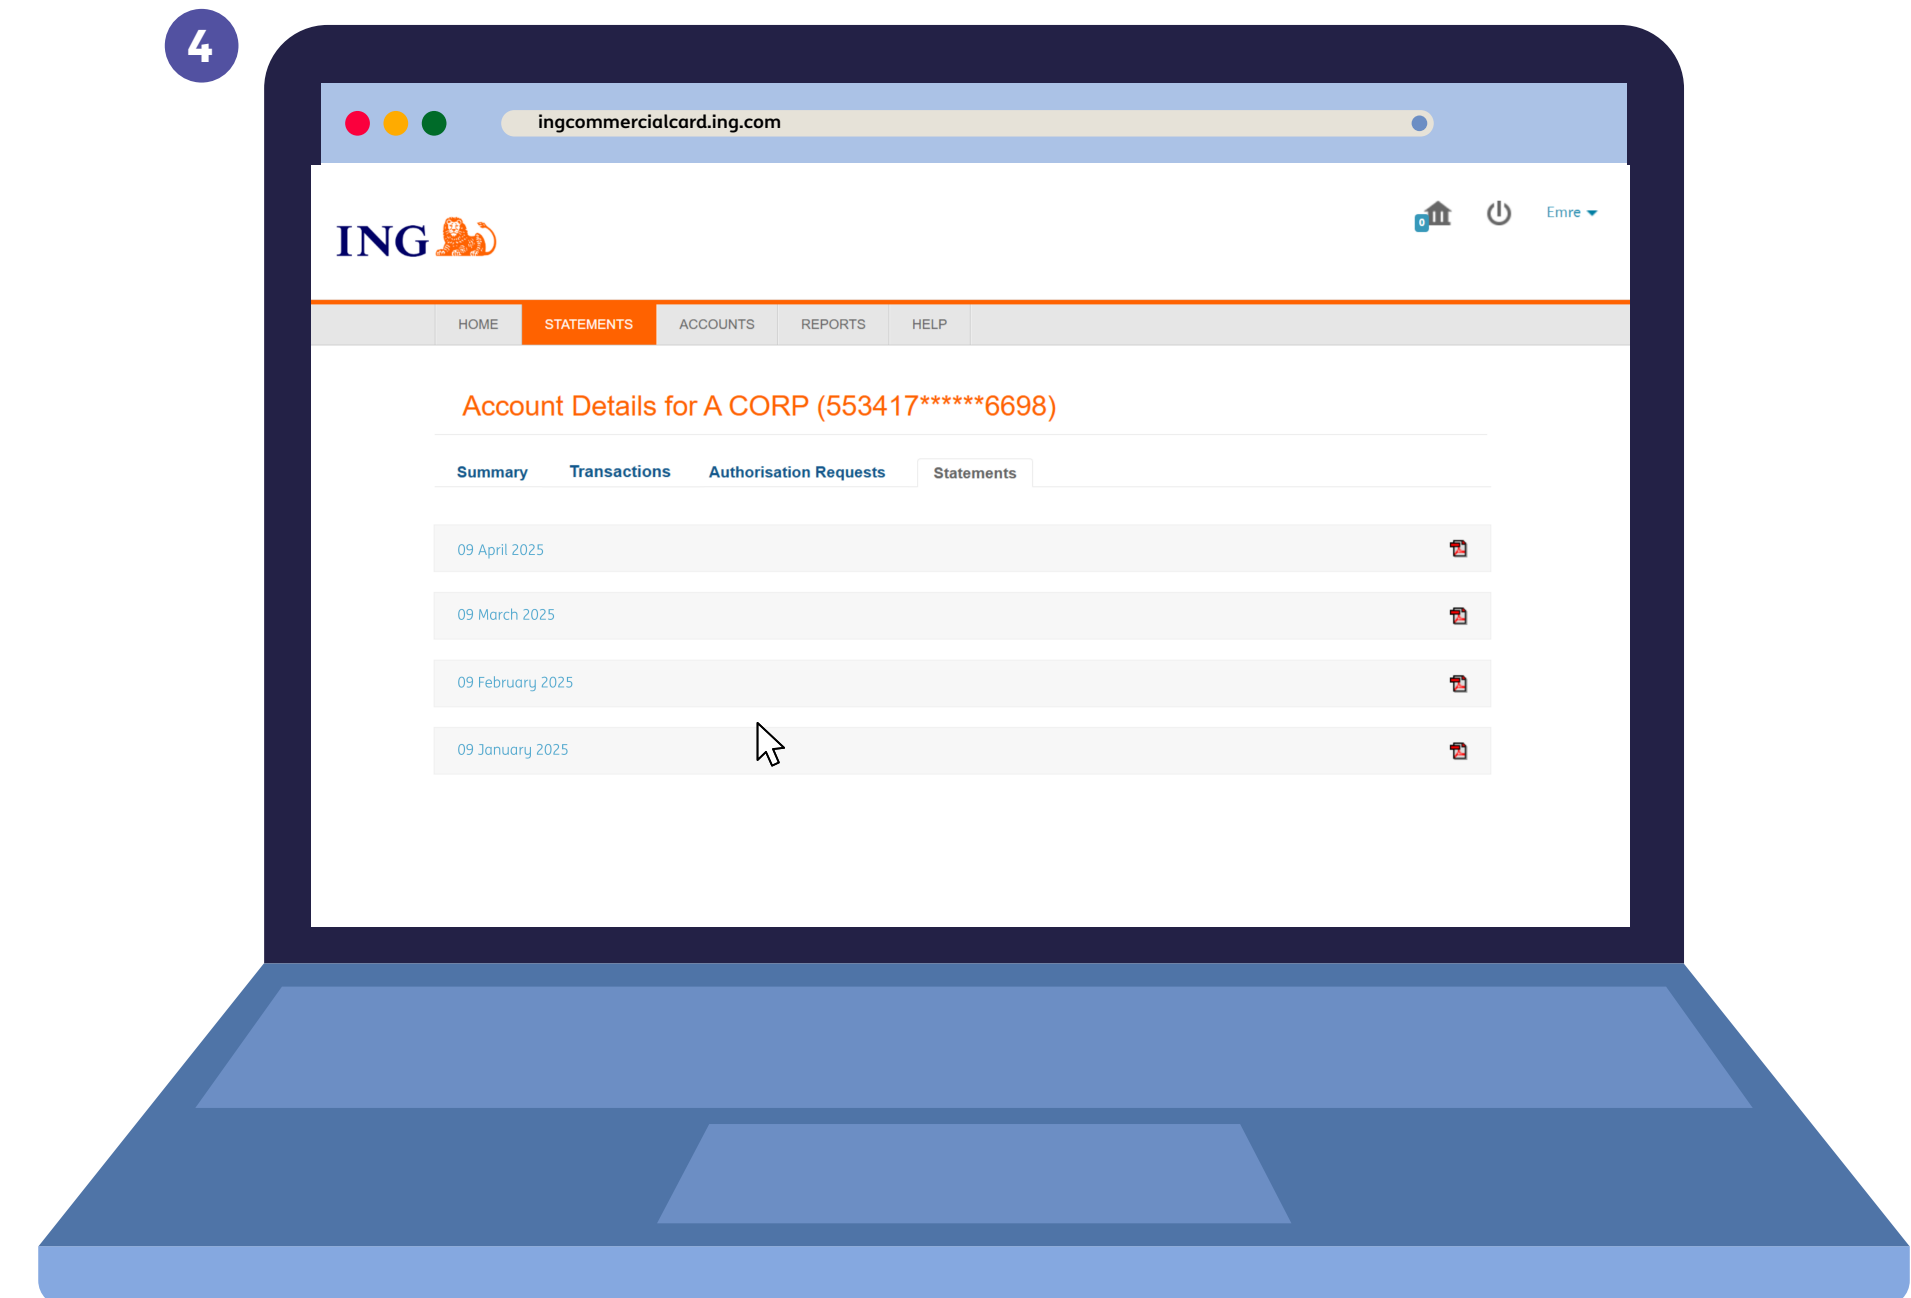 4
ingcommercialcard.ing.com
ING
0
Emre
HOME STATEMENTS ACCOUNTS REPORTS HELP
Account Details for A CORP (553417******6698)
Summary Transactions Authorisation Requests Statements
09 April 2025
09 March 2025
09 February 2025
09 January 2025